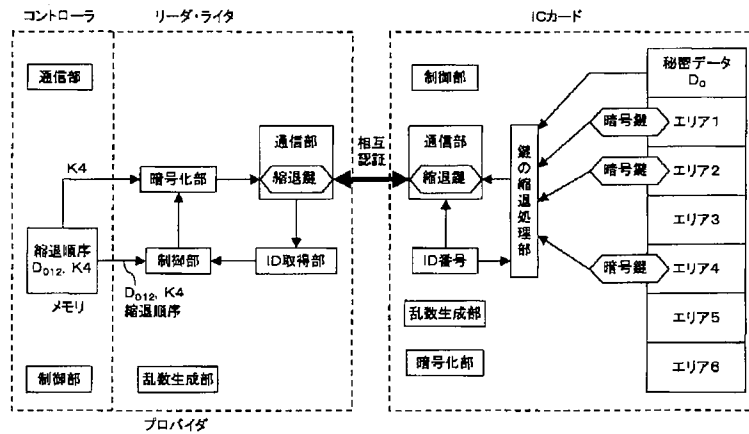 コントローラ
リーダ・ライタ
ICカード
通信部
K4
暗号化部
通信部
縮退鍵
相互
認証
縮退順序
D012, K4
メモリ
制御部
ID取得部
D012, K4
縮退順序
制御部
乱数生成部
プロバイダ
制御部
通信部
縮退鍵
ID番号
乱数生成部
暗号化部
鍵の縮退処理部
秘密データ
D0
暗号鍵
エリア1
暗号鍵
エリア2
エリア3
暗号鍵
エリア4
エリア5
エリア6